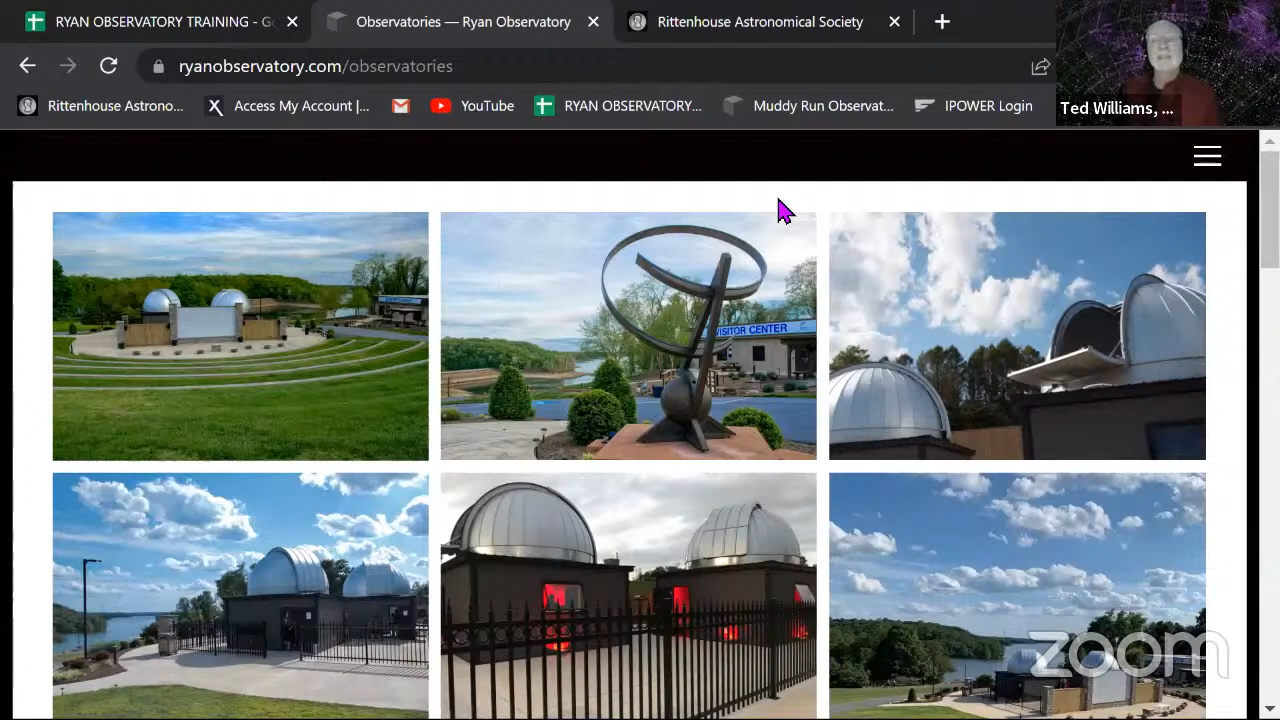 RYAN OBSERVATORY TRAINING - Go
Observatories — Ryan Observatory
Rittenhouse Astronomical Society
ryanobservatory.com/observatories
Rittenhouse Astrono...
Access My Account |...
YouTube
RYAN OBSERVATORY...
Muddy Run Observat...
IPOWER Login
Ted Williams, ...
VISITOR CENTER
zoom